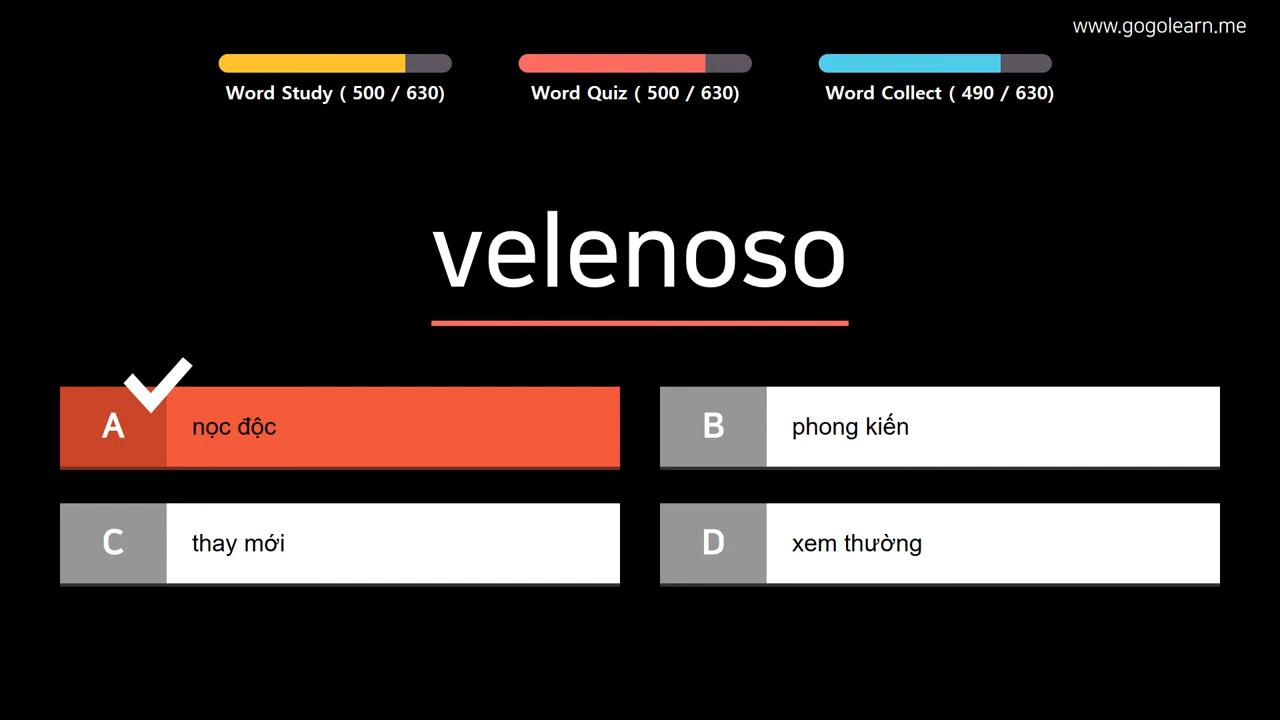 www.gogolearn.me
Word Study ( 500 / 630)
Word Quiz ( 500 / 630)
Word Collect ( 490 / 630)
velenoso
A nọc độc
B phong kiến
C thay mới
D xem thường